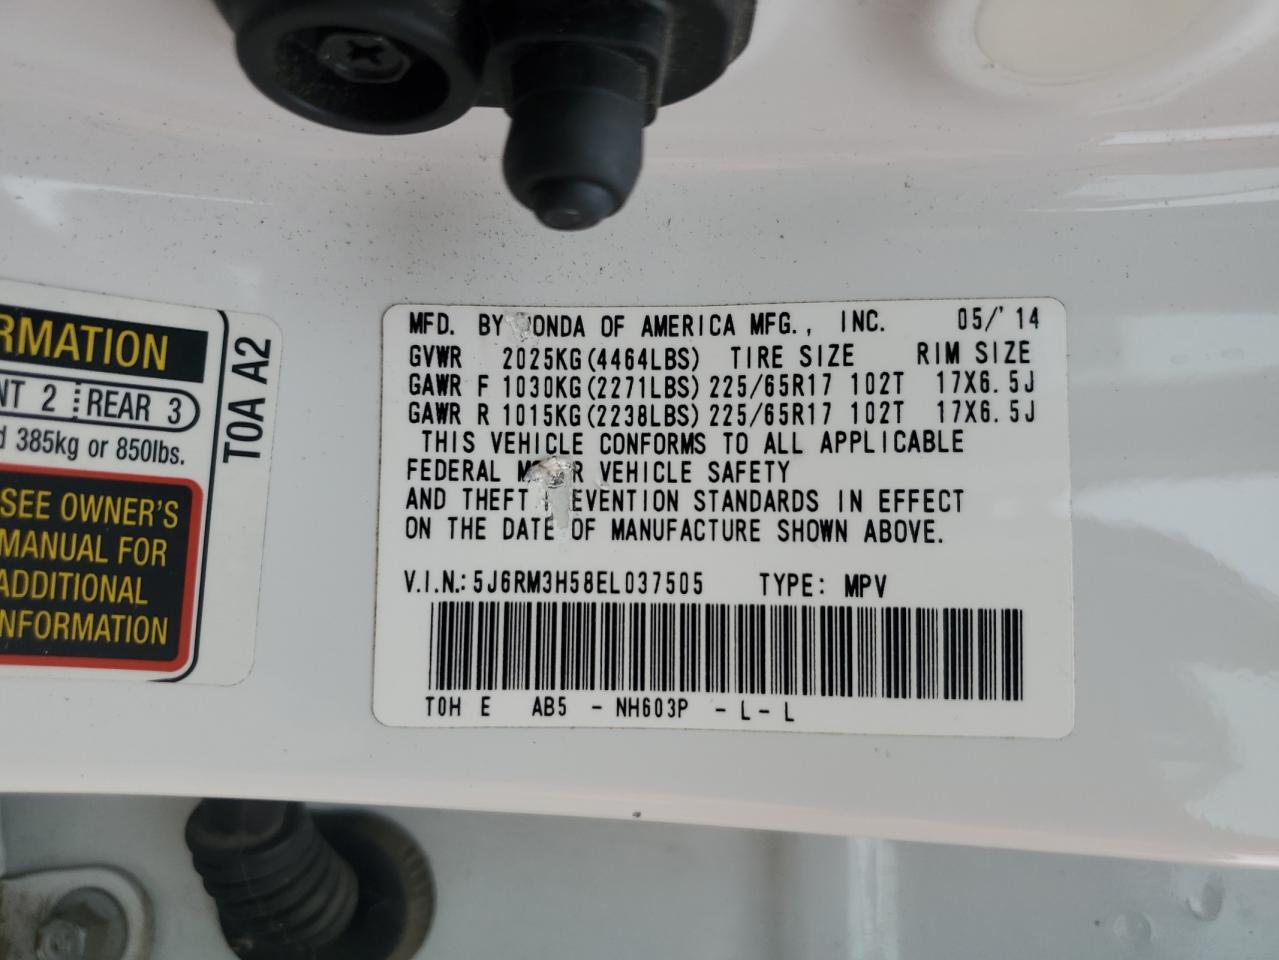 RMATION
NT 2 REAR 3
385kg or 850lbs.
SEE OWNER'S
MANUAL FOR
ADDITIONAL
NFORMATION
T0A A2
MFD. BY ONDA OF AMERICA MFG., INC. 05/'14
GVWR 2025KG(4464LBS) TIRE SIZE RIM SIZE
GAWR F 1030KG(2271LBS) 225/65R17 102T 17X6.5J
GAWR R 1015KG(2238LBS) 225/65R17 102T 17X6.5J
THIS VEHICLE CONFORMS TO ALL APPLICABLE
FEDERAL M R VEHICLE SAFETY
AND THEFT EVENTION STANDARDS IN EFFECT
ON THE DATE OF MANUFACTURE SHOWN ABOVE.
V.I.N.: 5J6RM3H58EL037505 TYPE: MPV
T0H E AB5 - NH603P - L - L